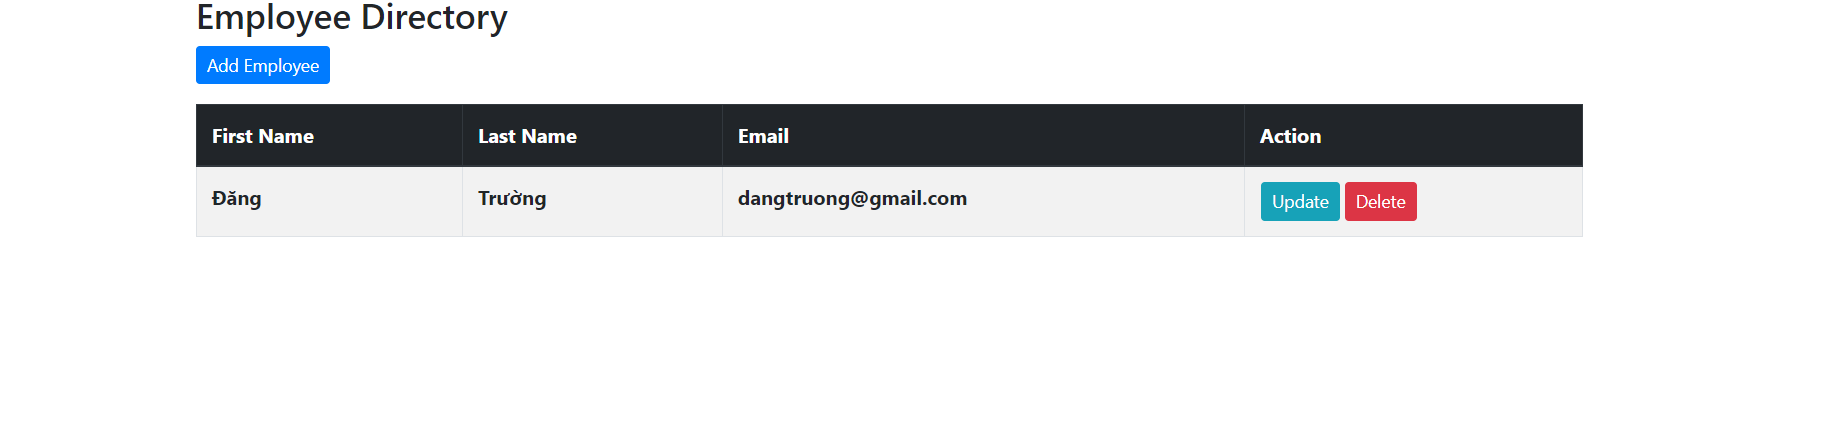 Employee Directory
Add Employee
First Name Last Name Email Action
Đăng Trường dangtruong@gmail.com Update Delete